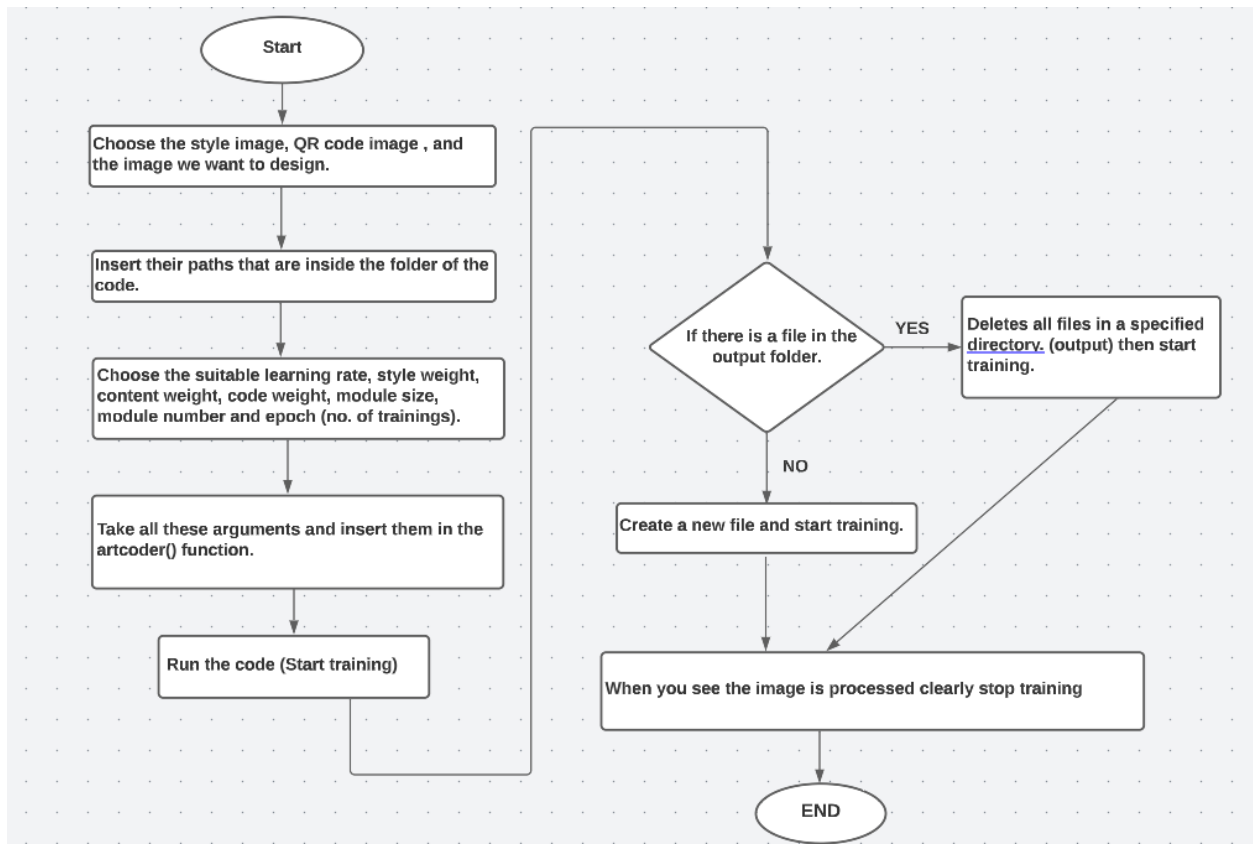 Start
Choose the style image, QR code image , and
the image we want to design.
Insert their paths that are inside the folder of the
code.
Choose the suitable learning rate, style weight,
content weight, code weight, module size,
module number and epoch (no. of trainings).
Take all these arguments and insert them in the
artcoder() function.
Run the code (Start training)
If there is a file in the
output folder.
YES
Deletes all files in a specified
directory. (output) then start
training.
NO
Create a new file and start training.
When you see the image is processed clearly stop training
END